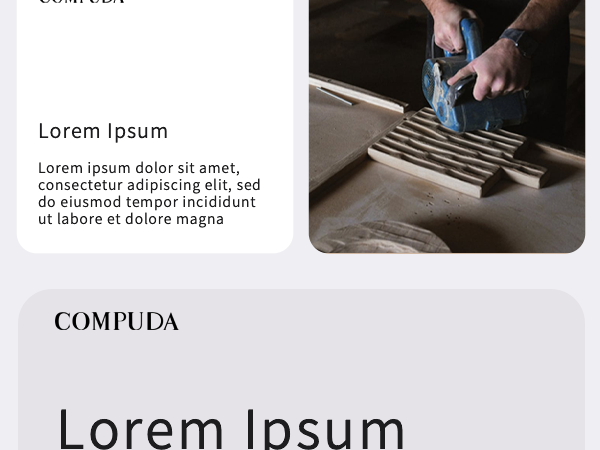 COMPUDA
Lorem Ipsum
Lorem ipsum dolor sit amet,
consectetur adipiscing elit, sed
do eiusmod tempor incididunt
ut labore et dolore magna
COMPUDA
Lorem Ipsum